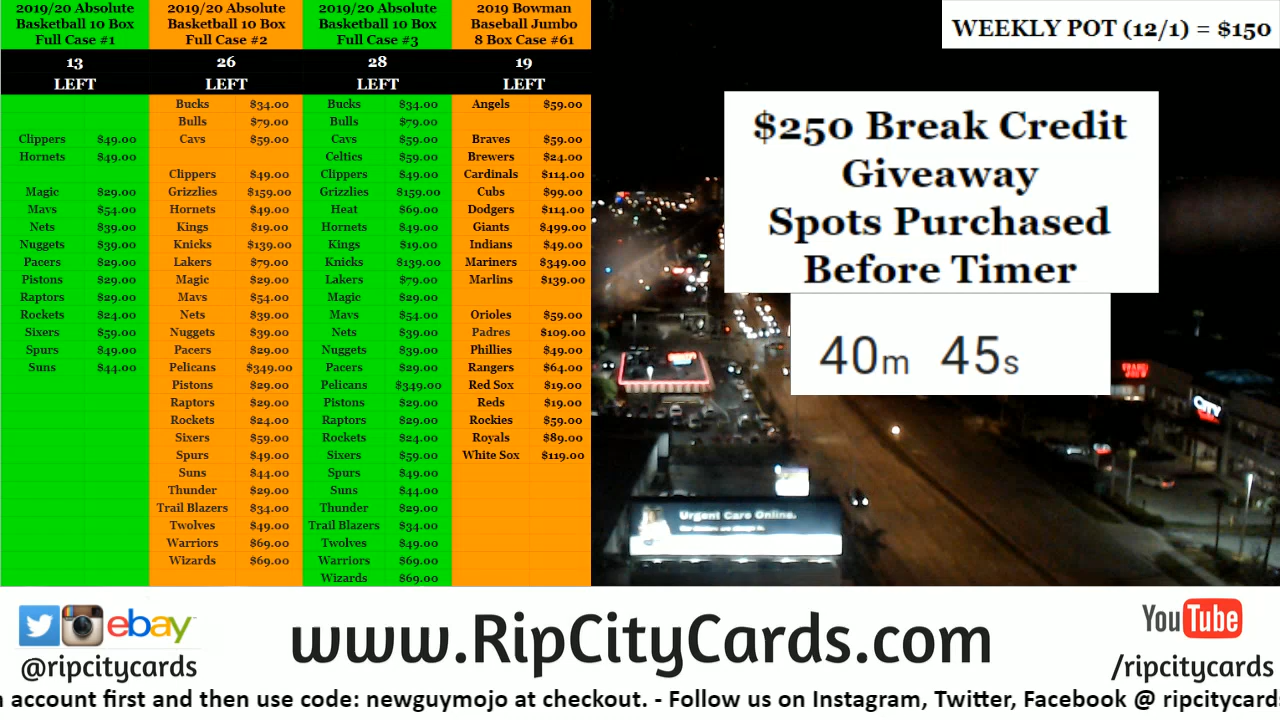 2019/20 Absolute
Basketball 10 Box
Full Case #1
13
LEFT
Clippers $49.00
Hornets $49.00
Magic $29.00
Mavs $54.00
Nets $39.00
Nuggets $39.00
Pacers $29.00
Pistons $29.00
Raptors $29.00
Rockets $24.00
Sixers $59.00
Spurs $49.00
Suns $44.00
2019/20 Absolute
Basketball 10 Box
Full Case #2
26
LEFT
Bucks $34.00
Bulls $79.00
Cavs $59.00
Clippers $49.00
Grizzlies $159.00
Hornets $49.00
Kings $19.00
Knicks $139.00
Lakers $79.00
Magic $29.00
Mavs $54.00
Nets $39.00
Nuggets $39.00
Pacers $29.00
Pelicans $349.00
Pistons $29.00
Raptors $29.00
Rockets $24.00
Sixers $59.00
Spurs $49.00
Suns $44.00
Thunder $29.00
Trail Blazers $34.00
Twolves $49.00
Warriors $69.00
Wizards $69.00
2019/20 Absolute
Basketball 10 Box
Full Case #3
28
LEFT
Bucks $34.00
Bulls $79.00
Cavs $59.00
Celtics $59.00
Clippers $49.00
Grizzlies $159.00
Heat $69.00
Hornets $49.00
Kings $19.00
Knicks $139.00
Lakers $79.00
Magic $29.00
Mavs $54.00
Nets $39.00
Nuggets $39.00
Pacers $29.00
Pelicans $349.00
Pistons $29.00
Raptors $29.00
Rockets $24.00
Sixers $59.00
Spurs $49.00
Suns $44.00
Thunder $29.00
Trail Blazers $34.00
Twolves $49.00
Warriors $69.00
Wizards $69.00
2019 Bowman
Baseball Jumbo
8 Box Case #61
19
LEFT
Angels $59.00
Braves $59.00
Brewers $24.00
Cardinals $114.00
Cubs $99.00
Dodgers $114.00
Giants $499.00
Indians $49.00
Mariners $349.00
Marlins $139.00
Orioles $59.00
Padres $109.00
Phillies $49.00
Rangers $64.00
Red Sox $19.00
Reds $19.00
Rockies $59.00
Royals $89.00
White Sox $119.00
WEEKLY POT (12/1) = $150
$250 Break Credit
Giveaway
Spots Purchased
Before Timer
40m 45s
CITY
Urgent Care Online.
ebay
@ripcitycards
www.RipCityCards.com
YouTube
/ripcitycards
account first and then use code: newguymojo at checkout. - Follow us on Instagram, Twitter, Facebook @ ripcitycards